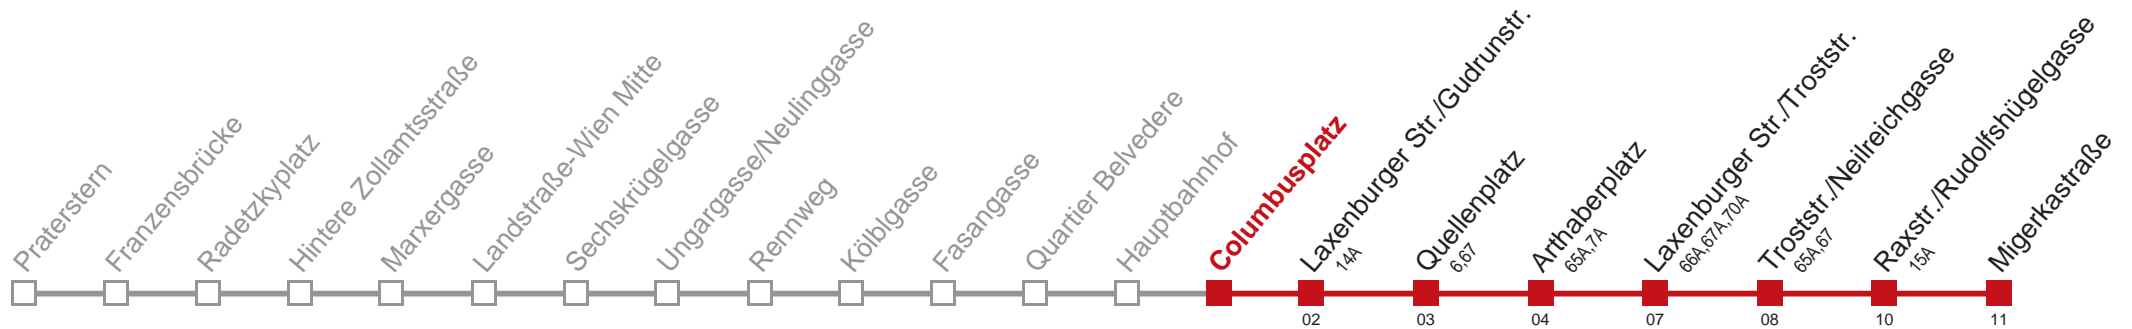 Praterstern
Franzensbrücke
Radetzkyplatz
Hintere Zollamtsstraße
Marxergasse
Landstraße-Wien Mitte
Sechskrügelgasse
Ungargasse/Neulinggasse
Rennweg
Kölblgasse
Fasangasse
Quartier Belvedere
Hauptbahnhof
Columbusplatz
Laxenburger Str./Gudrunstr.
14A
Quellenplatz
6,67
Arthaberplatz
65A,7A
Laxenburger Str./Troststr.
66A,67A,70A
Troststr./Neilreichgasse
65A,67
Raxstr./Rudolfshügelgasse
15A
Migerkastraße
02
03
04
07
08
10
11